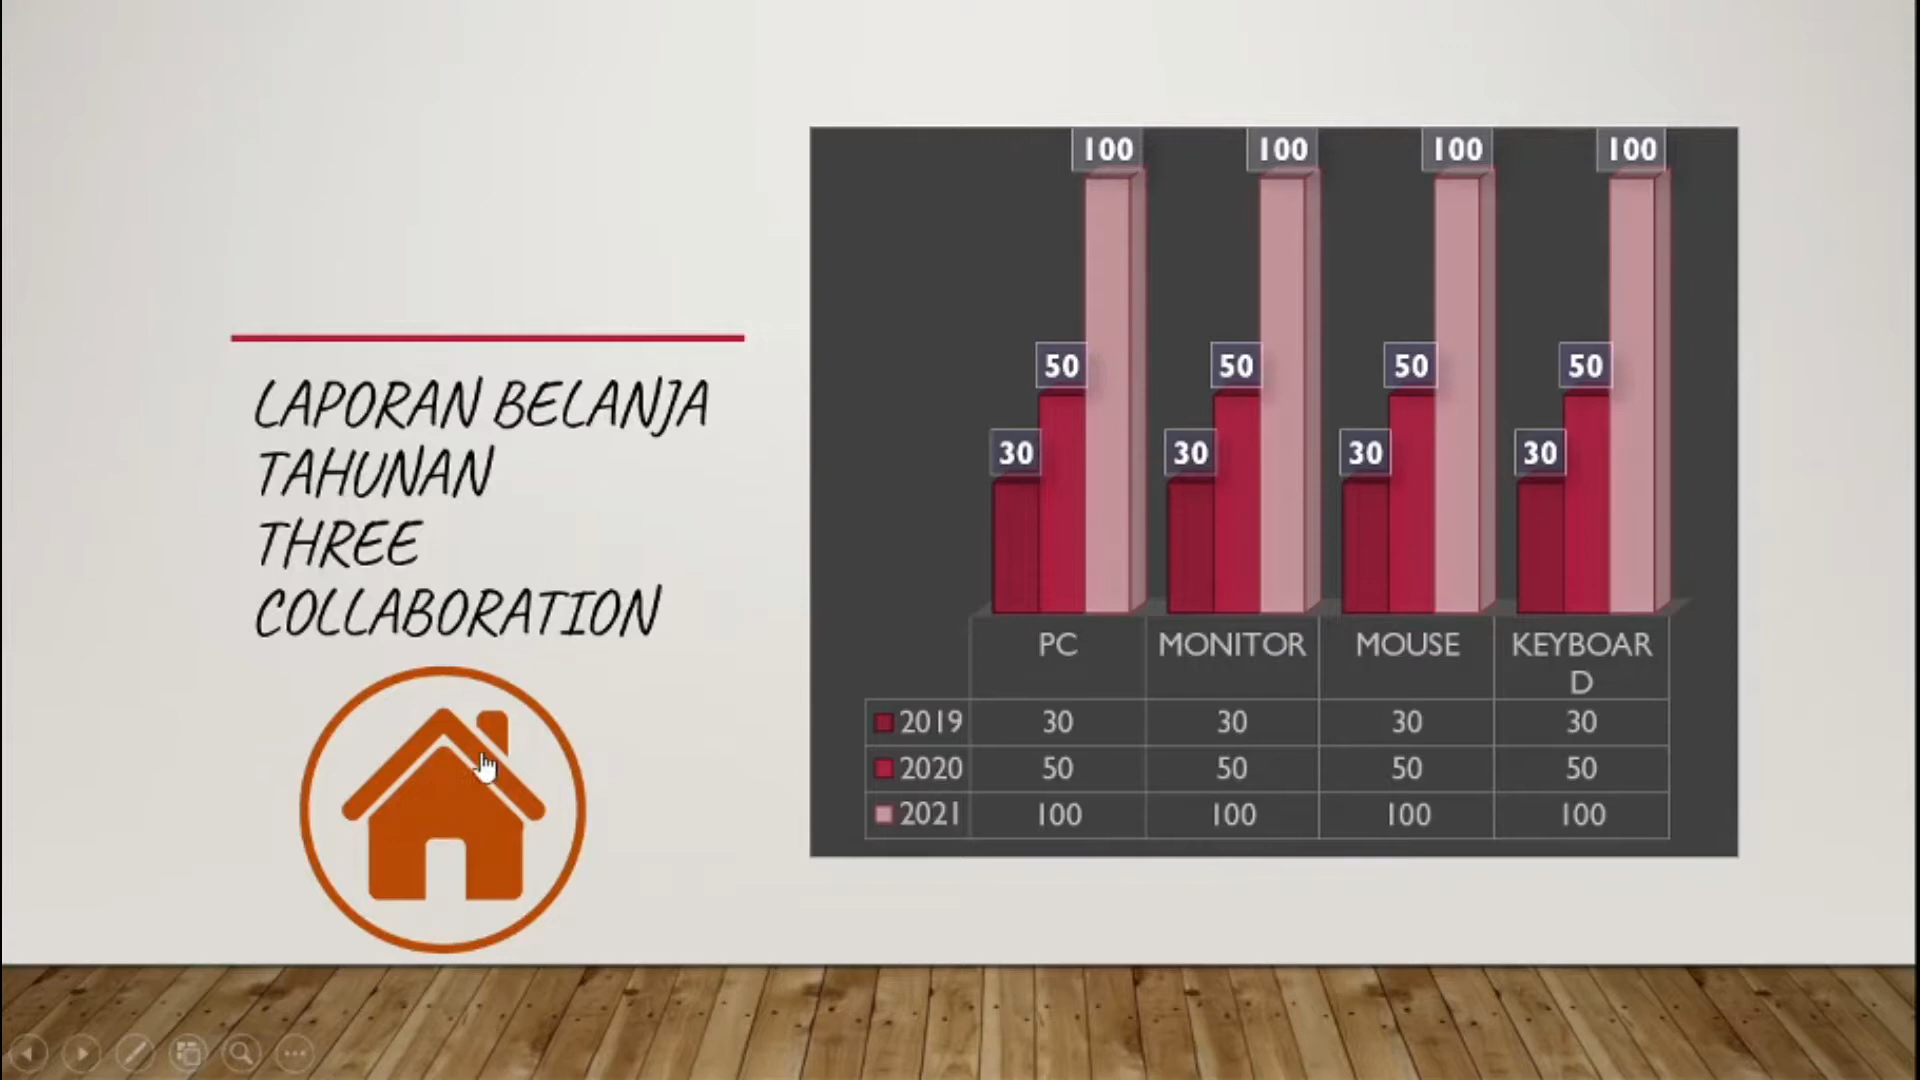 LAPORAN BELANJA
TAHUNAN
THREE
COLLABORATION
100 100 100 100
50 50 50 50
30 30 30 30
PC MONITOR MOUSE KEYBOAR
D
2019 30 30 30 30
2020 50 50 50 50
2021 100 100 100 100